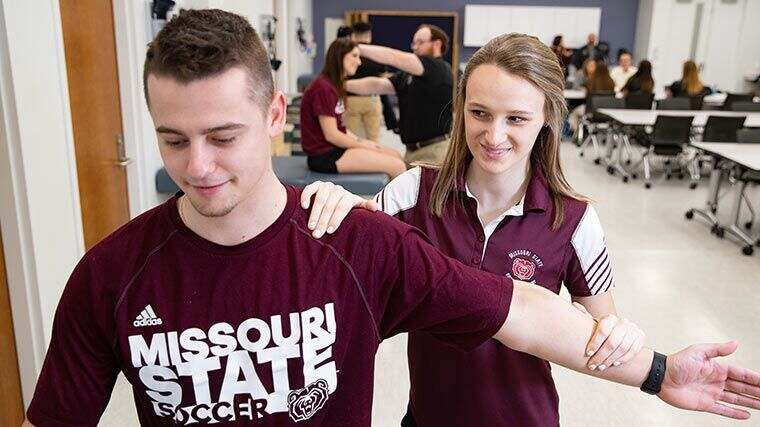 adidas
MISSOURI
STATE
SOCCER
MISSOURI STATE